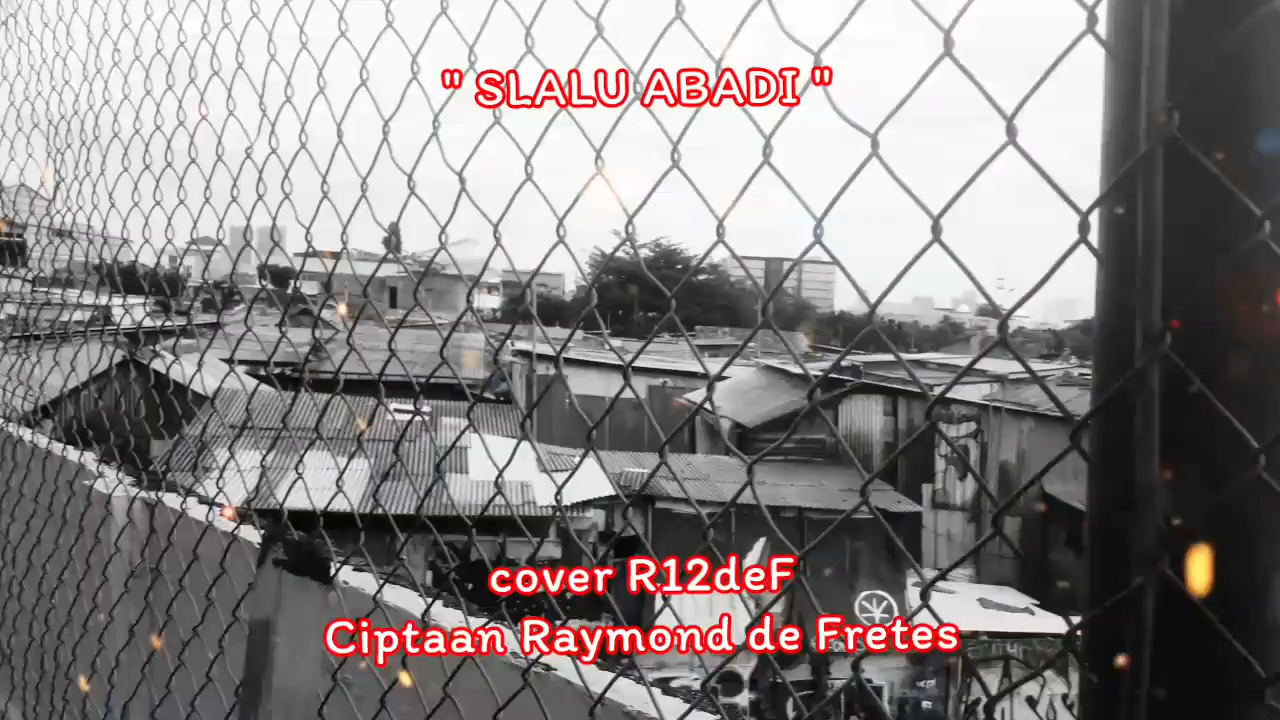 " SLALU ABADI "
cover R12deF
Ciptaan Raymond de Fretes